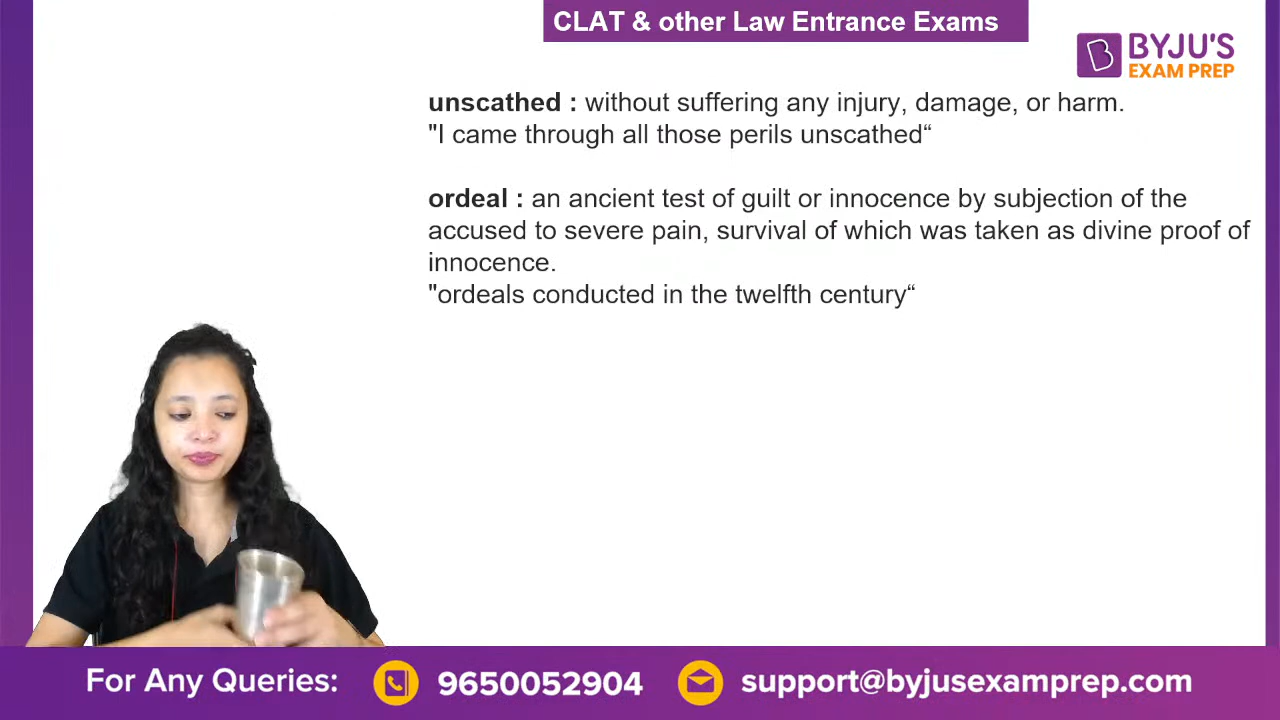 CLAT & other Law Entrance Exams
BYJU'S
EXAM PREP
unscathed : without suffering any injury, damage, or harm.
"I came through all those perils unscathed“
ordeal : an ancient test of guilt or innocence by subjection of the
accused to severe pain, survival of which was taken as divine proof of
innocence.
"ordeals conducted in the twelfth century“
For Any Queries: 9650052904 support@byjusexamprep.com